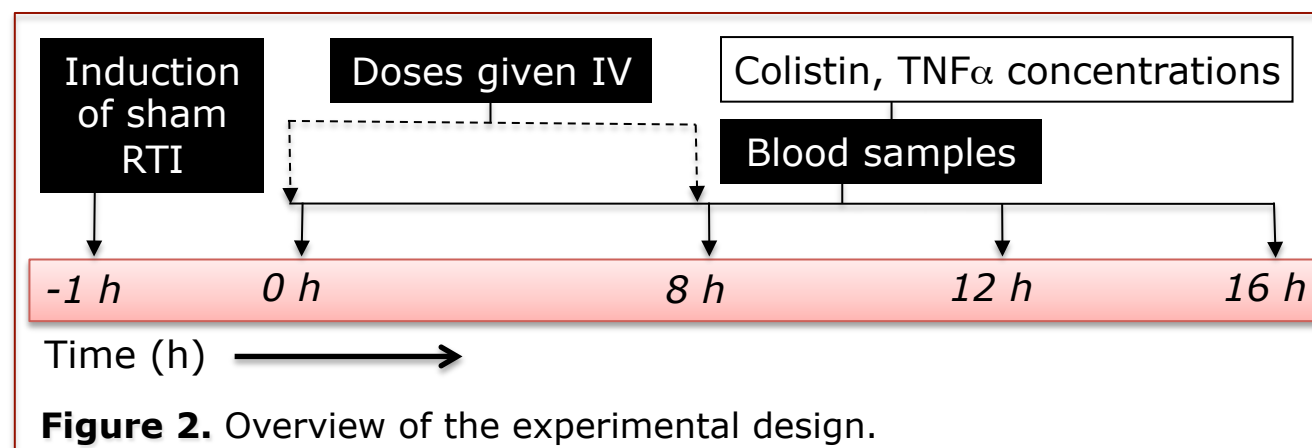 Induction
of sham
RTI
Doses given IV
Colistin, TNFα concentrations
Blood samples
-1 h
0 h
8 h
12 h
16 h
Time (h)
Figure 2. Overview of the experimental design.